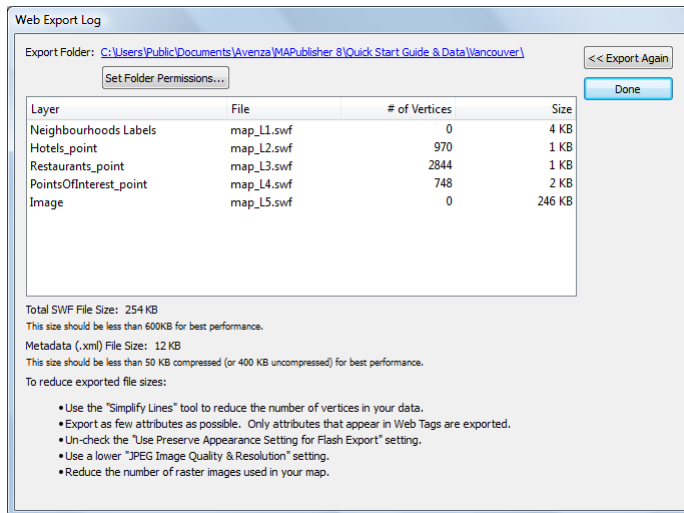 Web Export Log
Export Folder: C:\Users\Public\Documents\Avenza\MAPublisher 8\Quick Start Guide & Data\Vancouver\
<< Export Again
Set Folder Permissions...
Done
Layer File # of Vertices Size
Neighbourhoods Labels map_L1.swf 0 4 KB
Hotels_point map_L2.swf 970 1 KB
Restaurants_point map_L3.swf 2844 1 KB
PointsOfInterest_point map_L4.swf 748 2 KB
Image map_L5.swf 0 246 KB
Total SWF File Size: 254 KB
This size should be less than 600KB for best performance.
Metadata (.xml) File Size: 12 KB
This size should be less than 50 KB compressed (or 400 KB uncompressed) for best performance.
To reduce exported file sizes:
• Use the "Simplify Lines" tool to reduce the number of vertices in your data.
• Export as few attributes as possible. Only attributes that appear in Web Tags are exported.
• Un-check the "Use Preserve Appearance Setting for Flash Export" setting.
• Use a lower "JPEG Image Quality & Resolution" setting.
• Reduce the number of raster images used in your map.